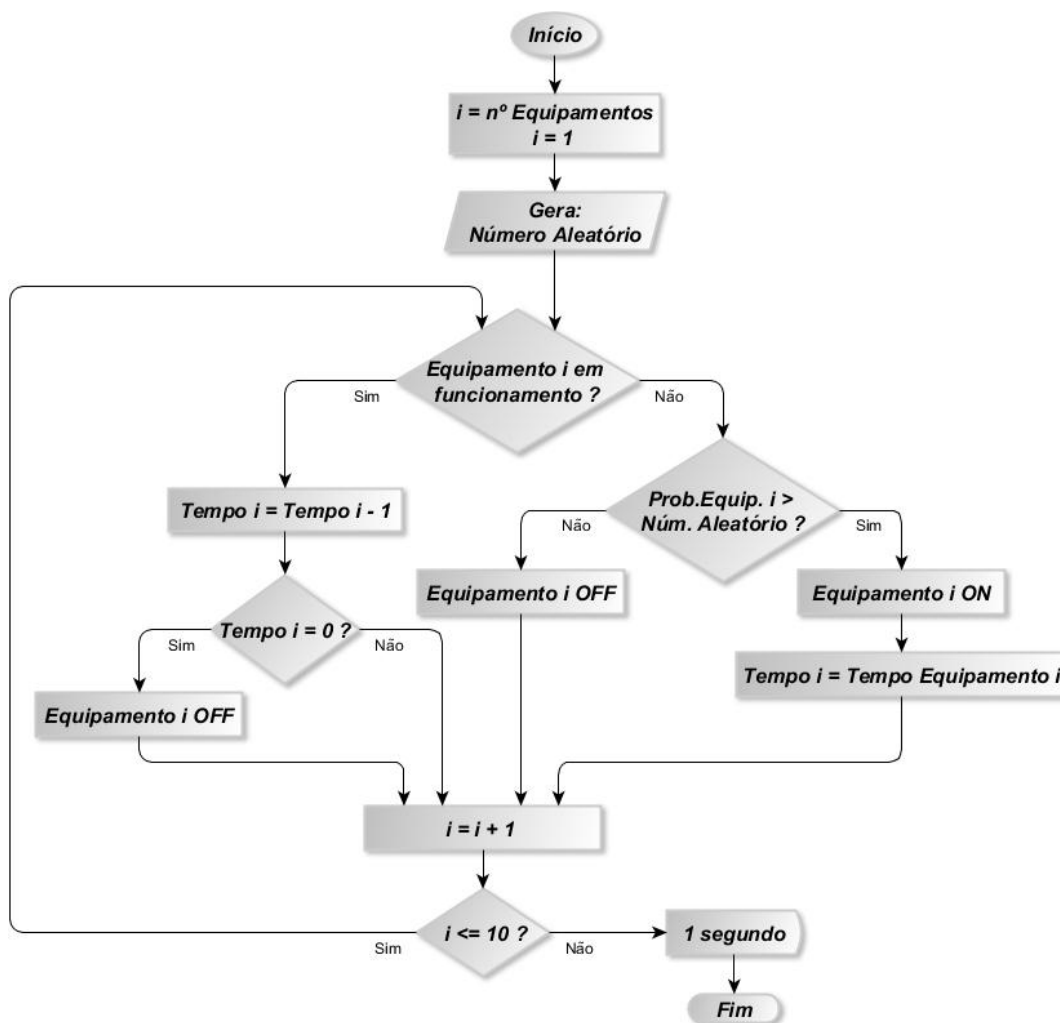 Início
i = nº Equipamentos
i = 1
Gera:
Número Aleatório
Equipamento i em
funcionamento ?
Sim
Não
Tempo i = Tempo i - 1
Prob.Equip. i >
Núm. Aleatório ?
Não
Sim
Equipamento i OFF
Equipamento i ON
Tempo i = 0 ?
Sim
Não
Tempo i = Tempo Equipamento i
Equipamento i OFF
i = i + 1
i <= 10 ?
Sim
Não
1 segundo
Fim